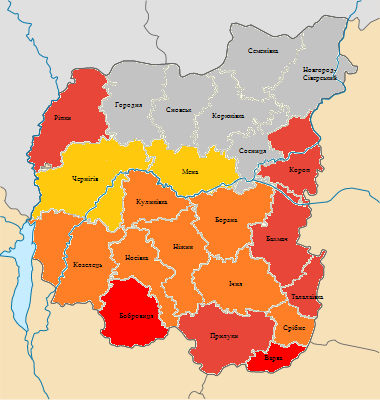 Семенівка
Новгород-
Сіверський
Городня
Сновськ
Корюківка
Ріпки
Сосниця
Мена
Короп
Чернігів
Куликівка
Борзна
Бахмач
Ніжин
Носівка
Козелець
Ічня
Талалаївка
Бобровиця
Срібне
Прилуки
Варва